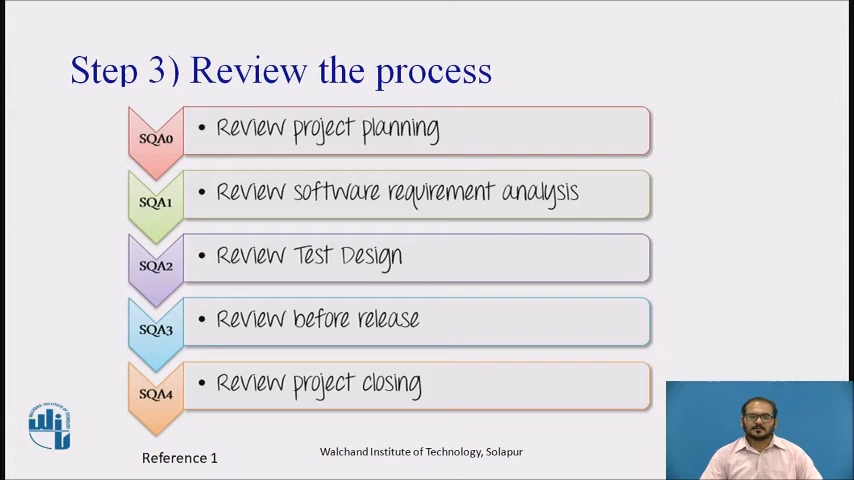 Step 3) Review the process
SQA0
• Review project planning
SQA1
• Review software requirement analysis
SQA2
• Review Test Design
SQA3
• Review before release
SQA4
• Review project closing
Reference 1
Walchand Institute of Technology, Solapur